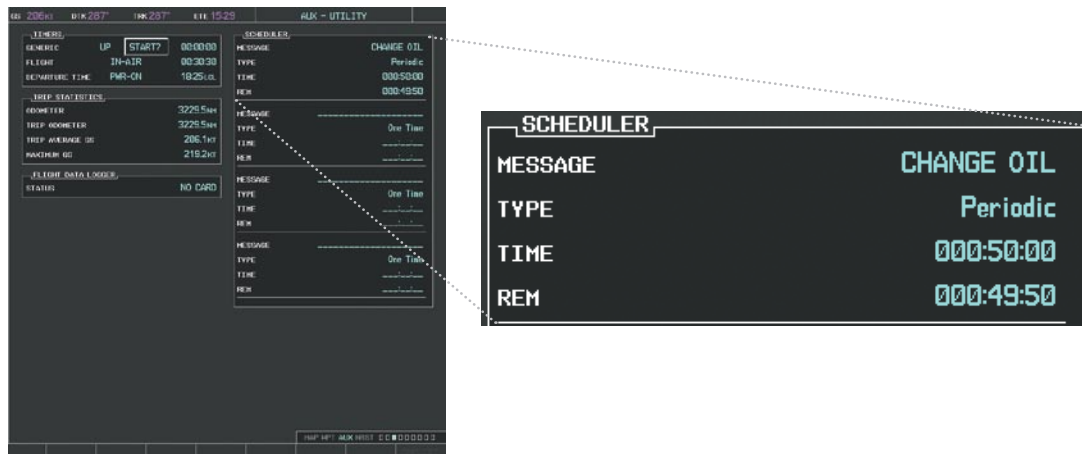 GS 206KT DTK 287° TRK 287° ETE 15:29 AUX - UTILITY
TIMERS
GENERIC UP START? 00:00:00
FLIGHT IN-AIR 00:30:30
DEPARTURE TIME PWR-ON 18:25LCL
TRIP STATISTICS
ODOMETER 3229.5NM
TRIP ODOMETER 3229.5NM
TRIP AVERAGE GS 206.1KT
MAXIMUM GS 219.2KT
FLIGHT DATA LOGGER
STATUS NO CARD
SCHEDULER
MESSAGE CHANGE OIL
TYPE Periodic
TIME 000:50:00
REM 000:49:50
MESSAGE
TYPE One Time
TIME
REM
MESSAGE
TYPE One Time
TIME
REM
MESSAGE
TYPE One Time
TIME
REM
MAP WPT AUX NRST
SCHEDULER
MESSAGE CHANGE OIL
TYPE Periodic
TIME 000:50:00
REM 000:49:50